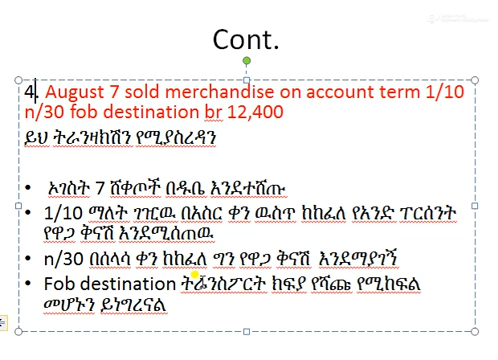 Cont.
4. August 7 sold merchandise on account term 1/10
n/30 fob destination br 12,400
ይህ ትራንዛክሽን የሚያስረዳን
• ኦገስት 7 ሸቀጦች በዱቤ እንደተሸጡ
• 1/10 ማለት ገዢዉ በአስር ቀን ዉስጥ ከከፈለ የአንድ ፐርሰንት
የዋጋ ቅናሽ እንደሚሰጠዉ
• n/30 በሰላሳ ቀን ከከፈለ ግን የዋጋ ቅናሽ እንደማያገኝ
• Fob destination ትራንስፖርት ክፍያ የሻጩ የሚከፍል
መሆኑን ይነግረናል